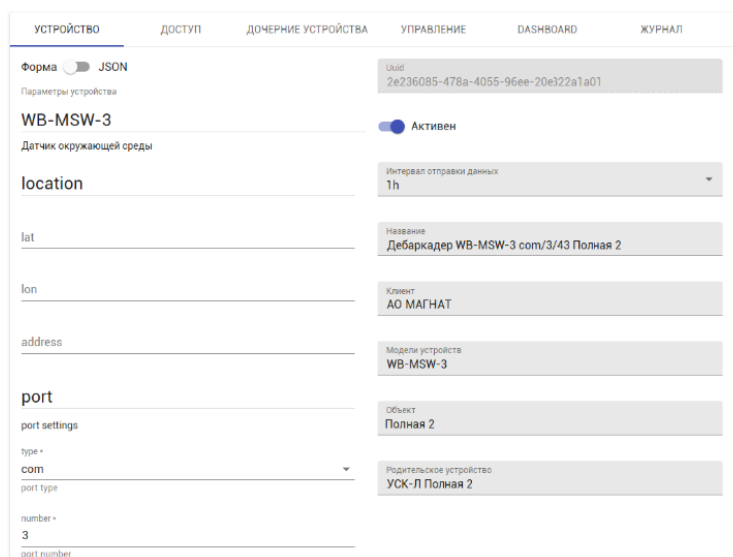 УСТРОЙСТВО ДОСТУП ДОЧЕРНИЕ УСТРОЙСТВА УПРАВЛЕНИЕ DASHBOARD ЖУРНАЛ
Форма JSON
Параметры устройства
WB-MSW-3
Датчик окружающей среды
location
lat
lon
address
port
port settings
type *
com
port type
number *
3
port number
Uuid
2e236085-478a-4055-96ee-20e322a1a01
Активен
Интервал отправки данных
1h
Название
Дебаркадер WB-MSW-3 com/3/43 Полная 2
Клиент
АО МАГНАТ
Модели устройств
WB-MSW-3
Объект
Полная 2
Родительское устройство
УСК-Л Полная 2